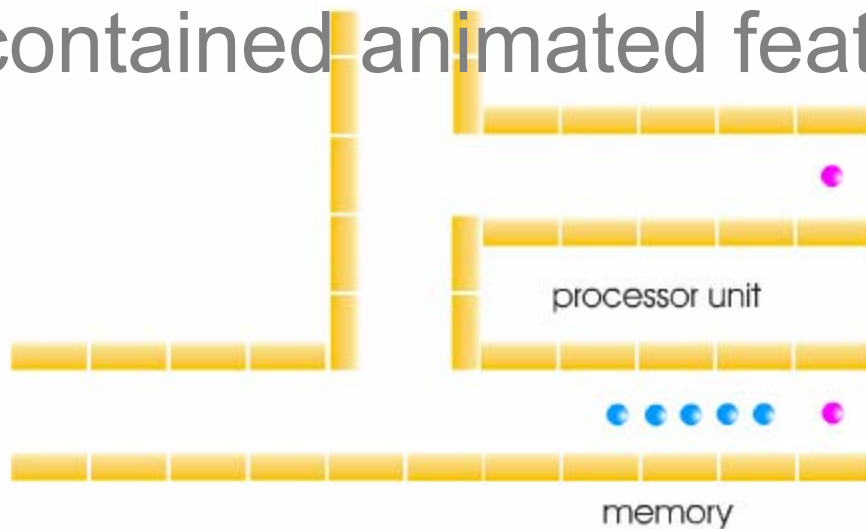 contained animated feat
processor unit
memory